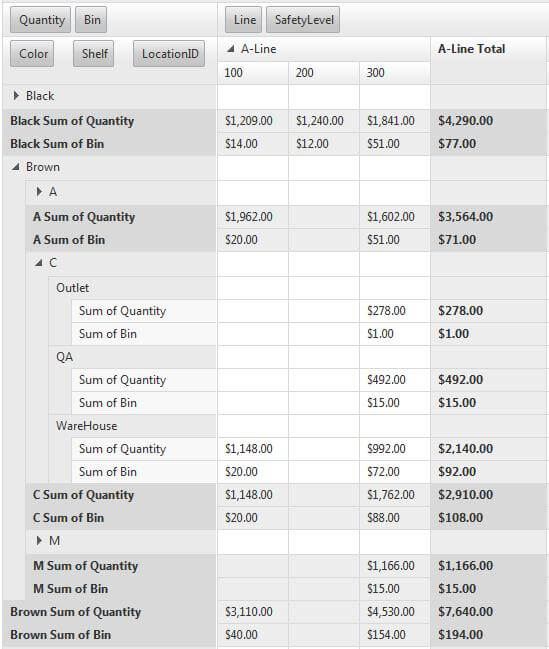 Quantity Bin Line SafetyLevel
Color Shelf LocationID A-Line A-Line Total
100 200 300
Black
Black Sum of Quantity $1,209.00 $1,240.00 $1,841.00 $4,290.00
Black Sum of Bin $14.00 $12.00 $51.00 $77.00
Brown
A
A Sum of Quantity $1,962.00 $1,602.00 $3,564.00
A Sum of Bin $20.00 $51.00 $71.00
C
Outlet
Sum of Quantity $278.00 $278.00
Sum of Bin $1.00 $1.00
QA
Sum of Quantity $492.00 $492.00
Sum of Bin $15.00 $15.00
WareHouse
Sum of Quantity $1,148.00 $992.00 $2,140.00
Sum of Bin $20.00 $72.00 $92.00
C Sum of Quantity $1,148.00 $1,762.00 $2,910.00
C Sum of Bin $20.00 $88.00 $108.00
M
M Sum of Quantity $1,166.00 $1,166.00
M Sum of Bin $15.00 $15.00
Brown Sum of Quantity $3,110.00 $4,530.00 $7,640.00
Brown Sum of Bin $40.00 $154.00 $194.00